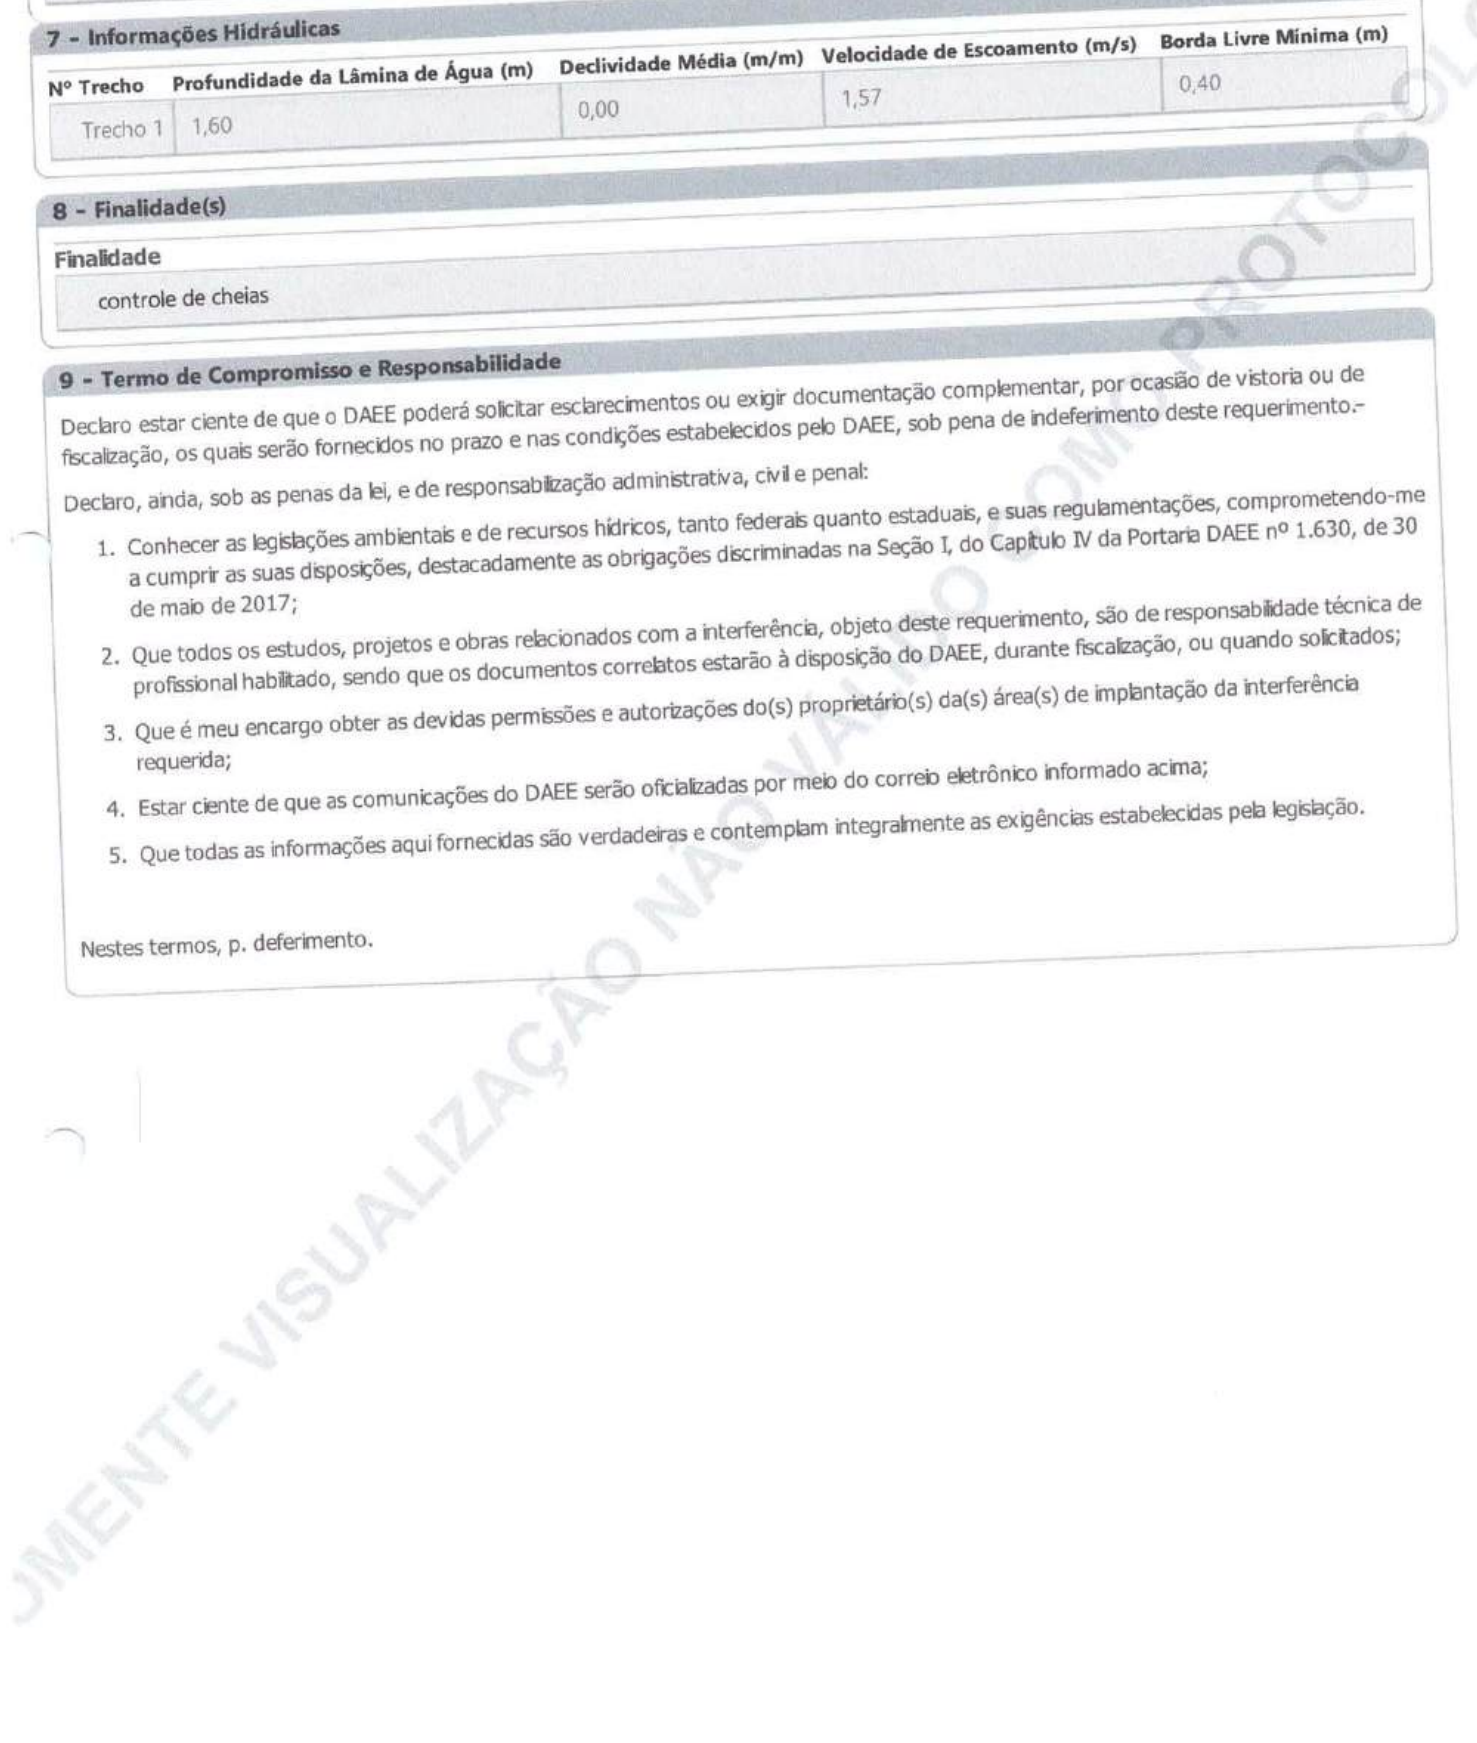 7 - Informações Hidráulicas
Nº Trecho Profundidade da Lâmina de Água (m) Declividade Média (m/m) Velocidade de Escoamento (m/s) Borda Livre Mínima (m)
Trecho 1 1,60 0,00 1,57 0,40
8 - Finalidade(s)
Finalidade
controle de cheias
9 - Termo de Compromisso e Responsabilidade
Declaro estar ciente de que o DAEE poderá solicitar esclarecimentos ou exigir documentação complementar, por ocasião de vistoria ou de
fiscalização, os quais serão fornecidos no prazo e nas condições estabelecidos pelo DAEE, sob pena de indeferimento deste requerimento.-
Declaro, ainda, sob as penas da lei, e de responsabilização administrativa, civil e penal:
1. Conhecer as legislações ambientais e de recursos hídricos, tanto federais quanto estaduais, e suas regulamentações, comprometendo-me
a cumprir as suas disposições, destacadamente as obrigações discriminadas na Seção I, do Capítulo IV da Portaria DAEE nº 1.630, de 30
de maio de 2017;
2. Que todos os estudos, projetos e obras relacionados com a interferência, objeto deste requerimento, são de responsabilidade técnica de
profissional habilitado, sendo que os documentos correlatos estarão à disposição do DAEE, durante fiscalização, ou quando solicitados;
3. Que é meu encargo obter as devidas permissões e autorizações do(s) proprietário(s) da(s) área(s) de implantação da interferência
requerida;
4. Estar ciente de que as comunicações do DAEE serão oficializadas por meio do correio eletrônico informado acima;
5. Que todas as informações aqui fornecidas são verdadeiras e contemplam integralmente as exigências estabelecidas pela legislação.
Nestes termos, p. deferimento.
OMENTE VISUALIZAÇÃO NÃO VÁLIDO COMO PROTOCOLO